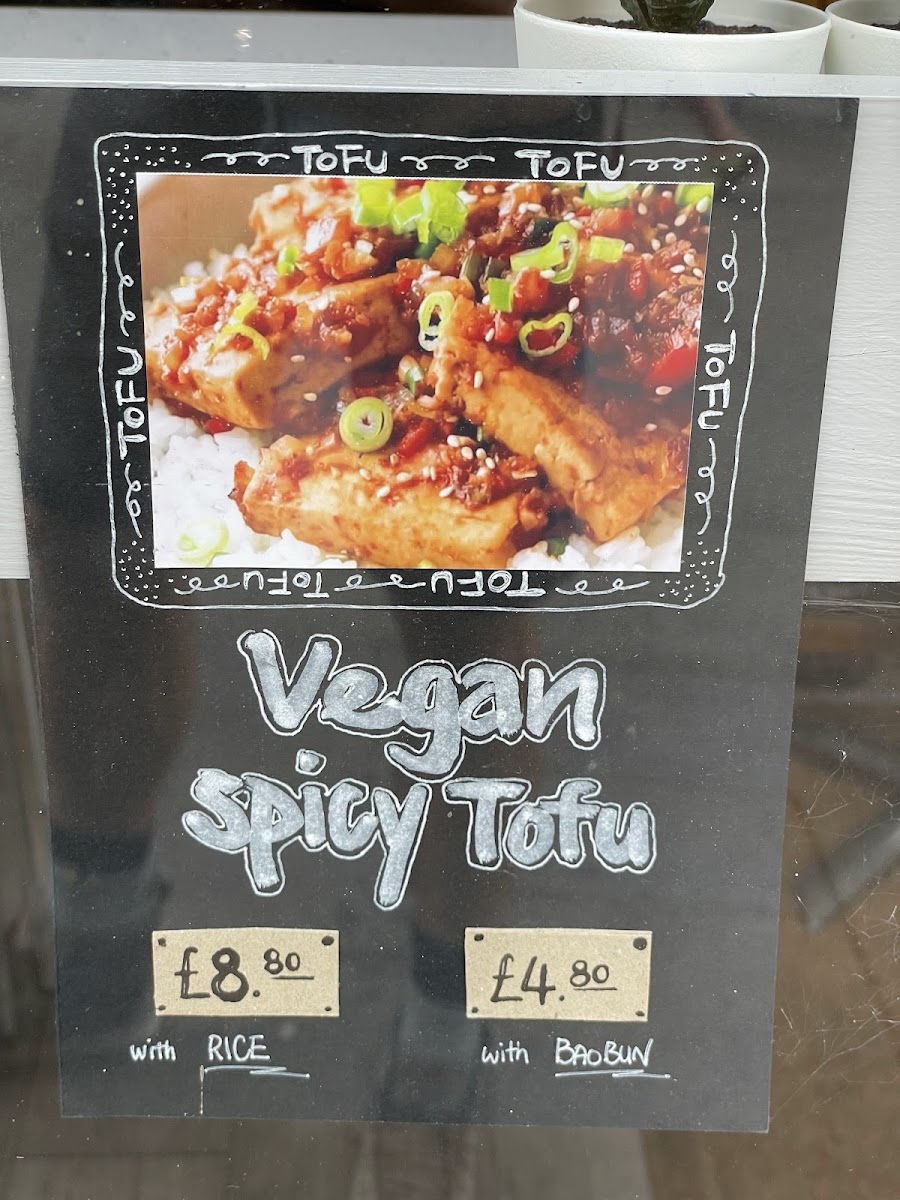 TOFU TOFU
TOFU
TOFU
TOFU TOFU
Vegan
spicy Tofu
£8.80
£4.80
with RICE
with BAOBUN